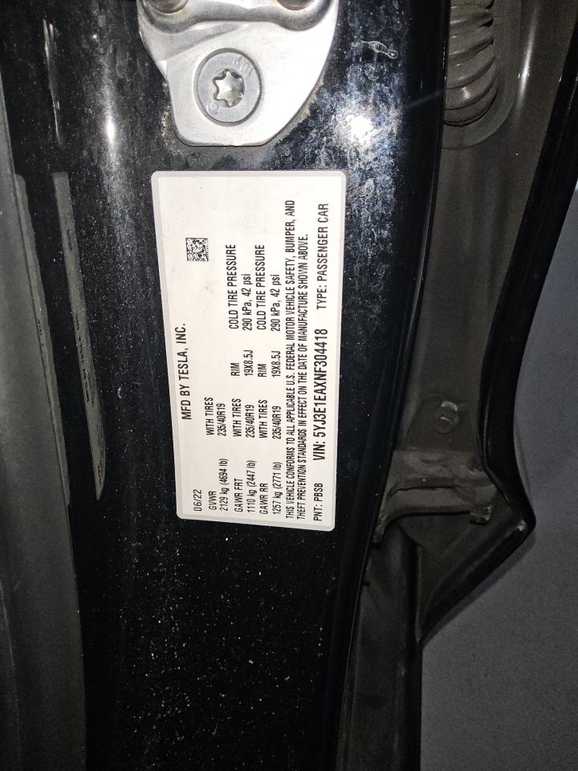 MFD BY TESLA, INC.
06/22
GVWR WITH TIRES RIM COLD TIRE PRESSURE
2129 kg (4694 lb) 235/40R19 19X8.5J 290 kPa, 42 psi
GAWR FRT WITH TIRES RIM COLD TIRE PRESSURE
1110 kg (2447 lb) 235/40R19 19X8.5J 290 kPa, 42 psi
GAWR RR WITH TIRES
1257 kg (2771 lb) 235/40R19
THIS VEHICLE CONFORMS TO ALL APPLICABLE U.S. FEDERAL MOTOR VEHICLE SAFETY, BUMPER, AND
THEFT PREVENTION STANDARDS IN EFFECT ON THE DATE OF MANUFACTURE SHOWN ABOVE.
PNT: PBSB VIN: 5YJ3E1EAXNF304418 TYPE: PASSENGER CAR